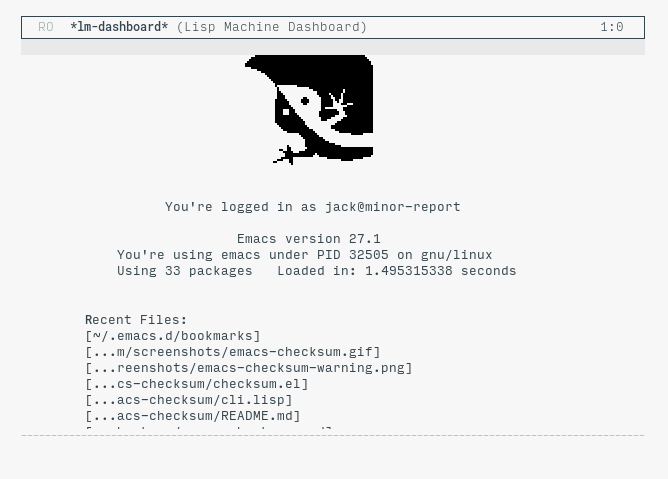 RO *lm-dashboard* (Lisp Machine Dashboard) 1:0
You're logged in as jack@minor-report
Emacs version 27.1
You're using emacs under PID 32505 on gnu/linux
Using 33 packages   Loaded in: 1.495315338 seconds
Recent Files:
[~/.emacs.d/bookmarks]
[...m/screenshots/emacs-checksum.gif]
[...reenshots/emacs-checksum-warning.png]
[...cs-checksum/checksum.el]
[...acs-checksum/cli.lisp]
[...acs-checksum/README.md]